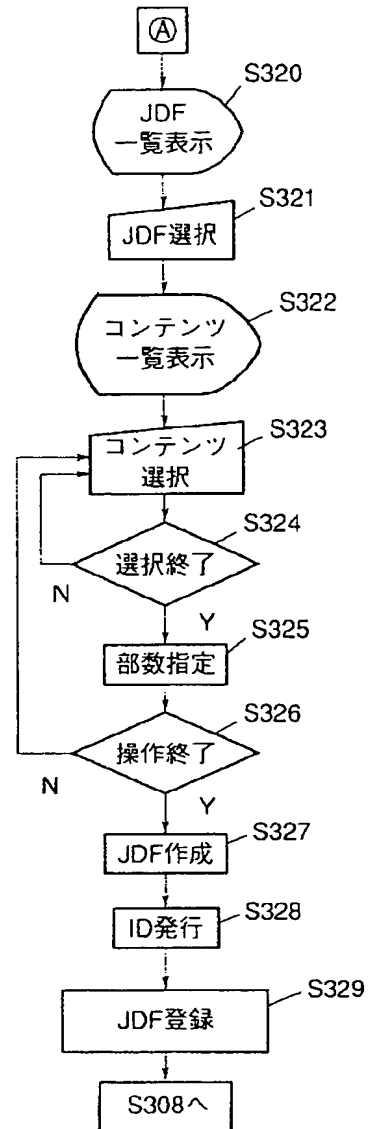 Ⓐ
S320
JDF
一覧表示
S321
JDF選択
S322
コンテンツ
一覧表示
S323
コンテンツ
選択
S324
選択終了
N
Y
S325
部数指定
S326
操作終了
N
Y
S327
JDF作成
S328
ID発行
S329
JDF登録
S308へ